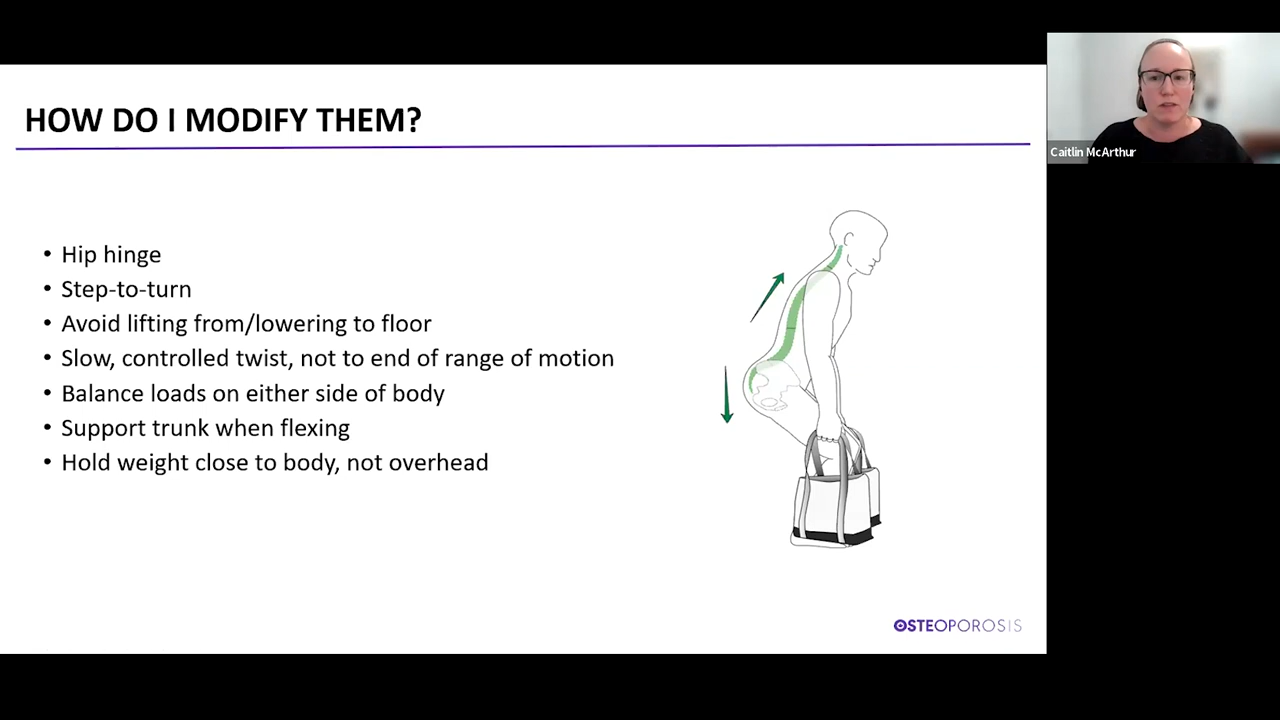 HOW DO I MODIFY THEM?
Caitlin McArthur
• Hip hinge
• Step-to-turn
• Avoid lifting from/lowering to floor
• Slow, controlled twist, not to end of range of motion
• Balance loads on either side of body
• Support trunk when flexing
• Hold weight close to body, not overhead
OSTEOPOROSIS